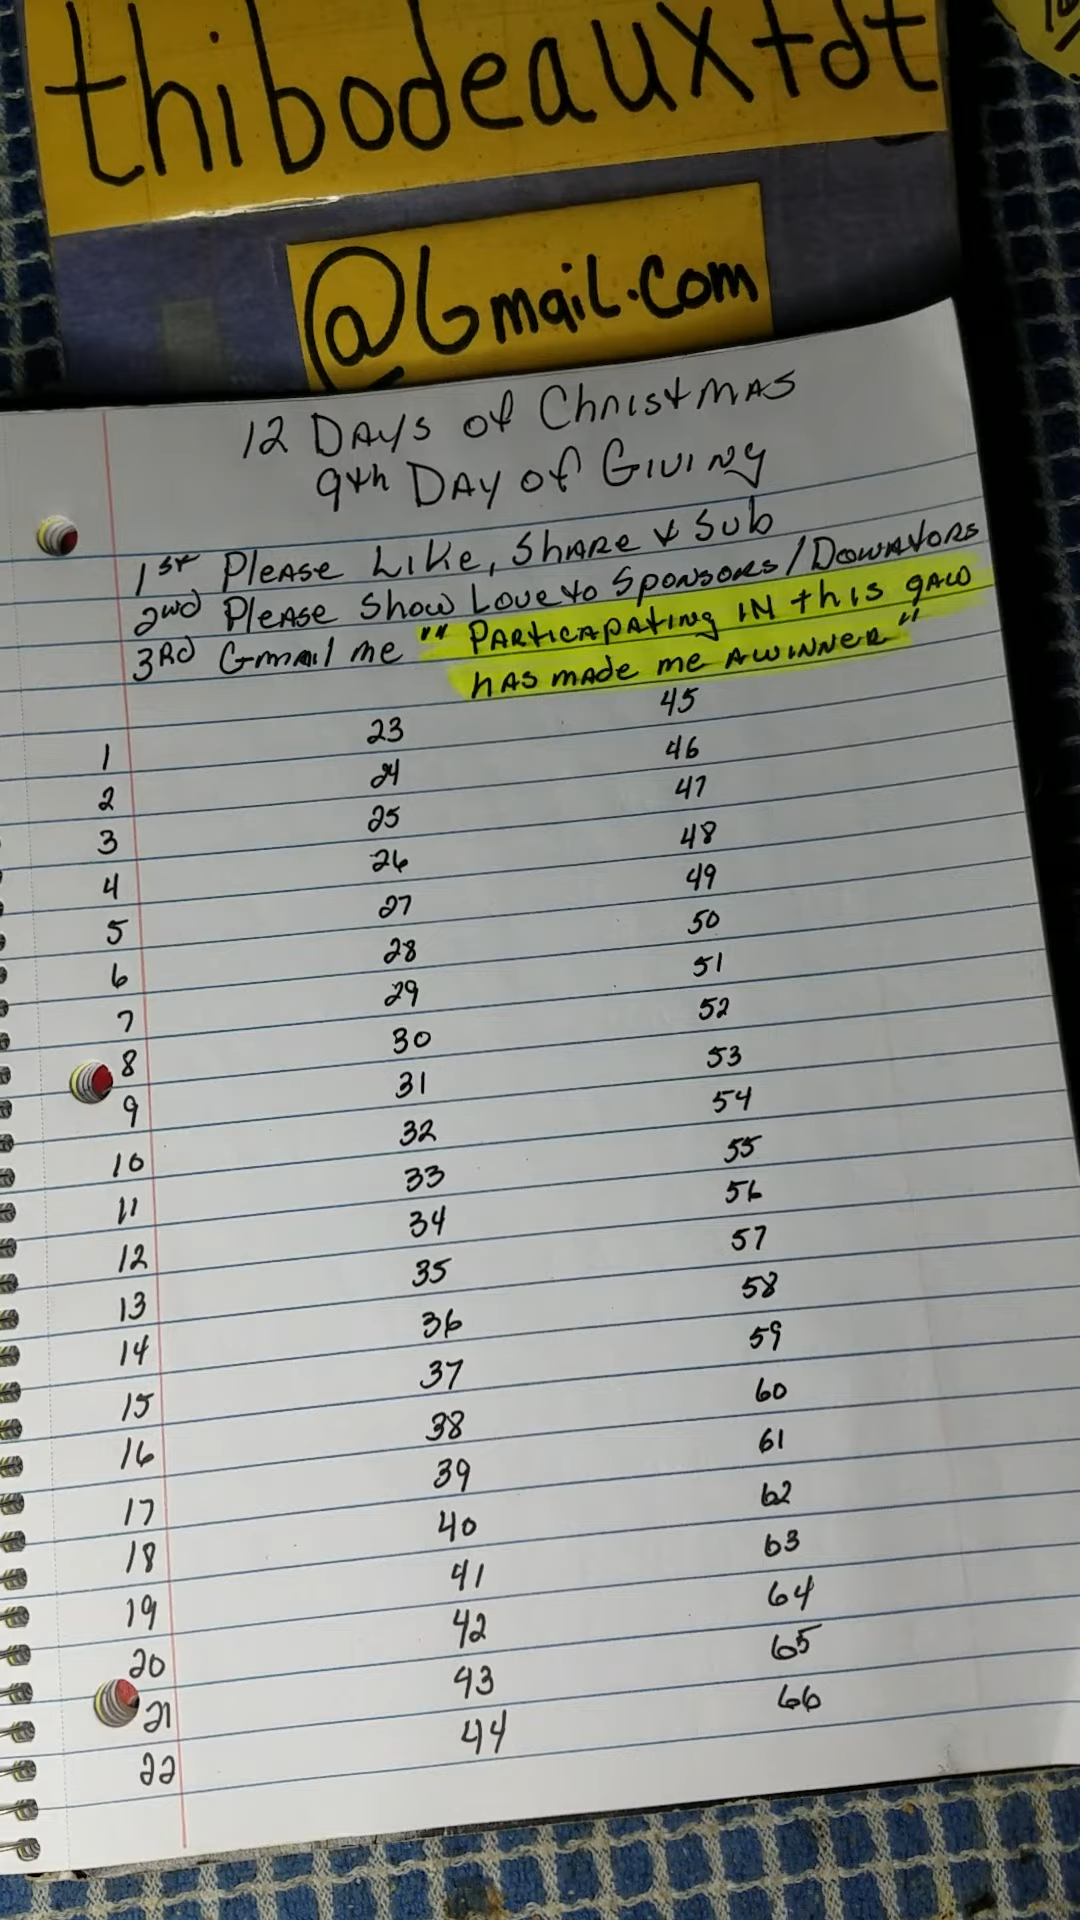 thibodeauxtdt
@Gmail.com
12 DAYS of ChRISTMAS
9th DAY of GIVING
1ST PLEASE LIKE, ShARE & Sub
2ND PLEASE Show Love to SPONSORS/DOWNATORS
3RD Gmail me "" PARTICAPATING IN this GAW
hAS MADE me A WINNER"
1 23 45
2 24 46
3 25 47
4 26 48
5 27 49
6 28 50
7 29 51
8 30 52
9 31 53
10 32 54
11 33 55
12 34 56
13 35 57
14 36 58
15 37 59
16 38 60
17 39 61
18 40 62
19 41 63
20 42 64
21 43 65
22 44 66